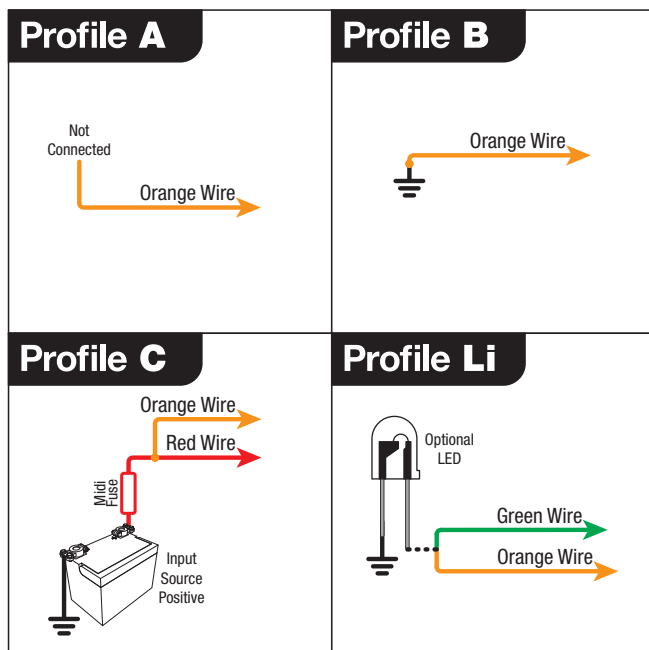 Profile A
Not
Connected
Orange Wire
Profile B
Orange Wire
Profile C
Orange Wire
Red Wire
Midi
Fuse
Input
Source
Positive
Profile Li
Optional
LED
Green Wire
Orange Wire